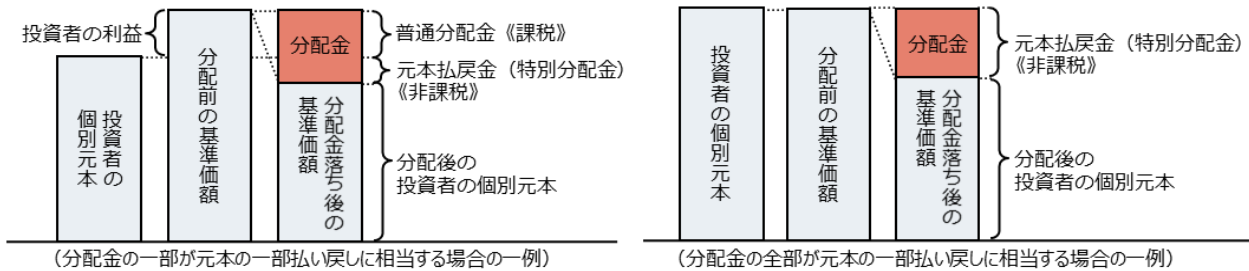 投資者の利益
投資者の
個別元本
分配前の基準価額
分配金
分配金落ち後の
基準価額
普通分配金《課税》
元本払戻金（特別分配金）
《非課税》
分配後の
投資者の個別元本
（分配金の一部が元本の一部払い戻しに相当する場合の一例）
投資者の個別元本
分配前の基準価額
分配金
分配金落ち後の
基準価額
元本払戻金（特別分配金）
《非課税》
分配後の
投資者の個別元本
（分配金の全部が元本の一部払い戻しに相当する場合の一例）